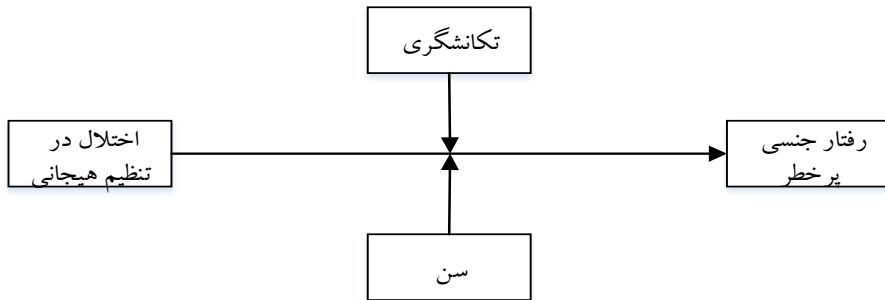 تکانشگری
اختلال در
تنظیم هیجانی
رفتار جنسی
پرخطر
سن